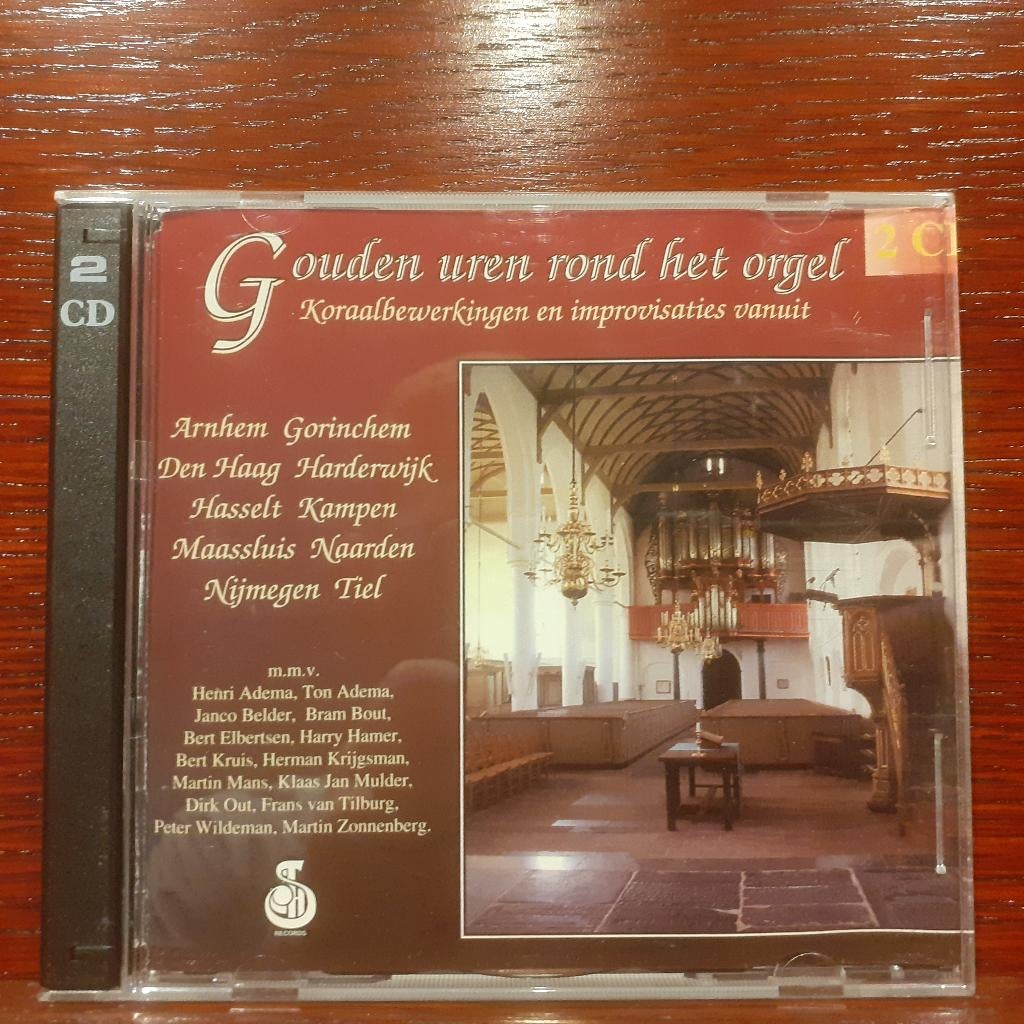 2
CD
Gouden uren rond het orgel
2 C
Koraalbewerkingen en improvisaties vanuit
Arnhem Gorinchem
Den Haag Harderwijk
Hasselt Kampen
Maassluis Naarden
Nijmegen Tiel
m.m.v.
Henri Adema, Ton Adema,
Janco Belder, Bram Bout,
Bert Elbertsen, Harry Hamer,
Bert Kruis, Herman Krijgsman,
Martin Mans, Klaas Jan Mulder,
Dirk Out, Frans van Tilburg,
Peter Wildeman, Martin Zonnenberg.
RECORDS